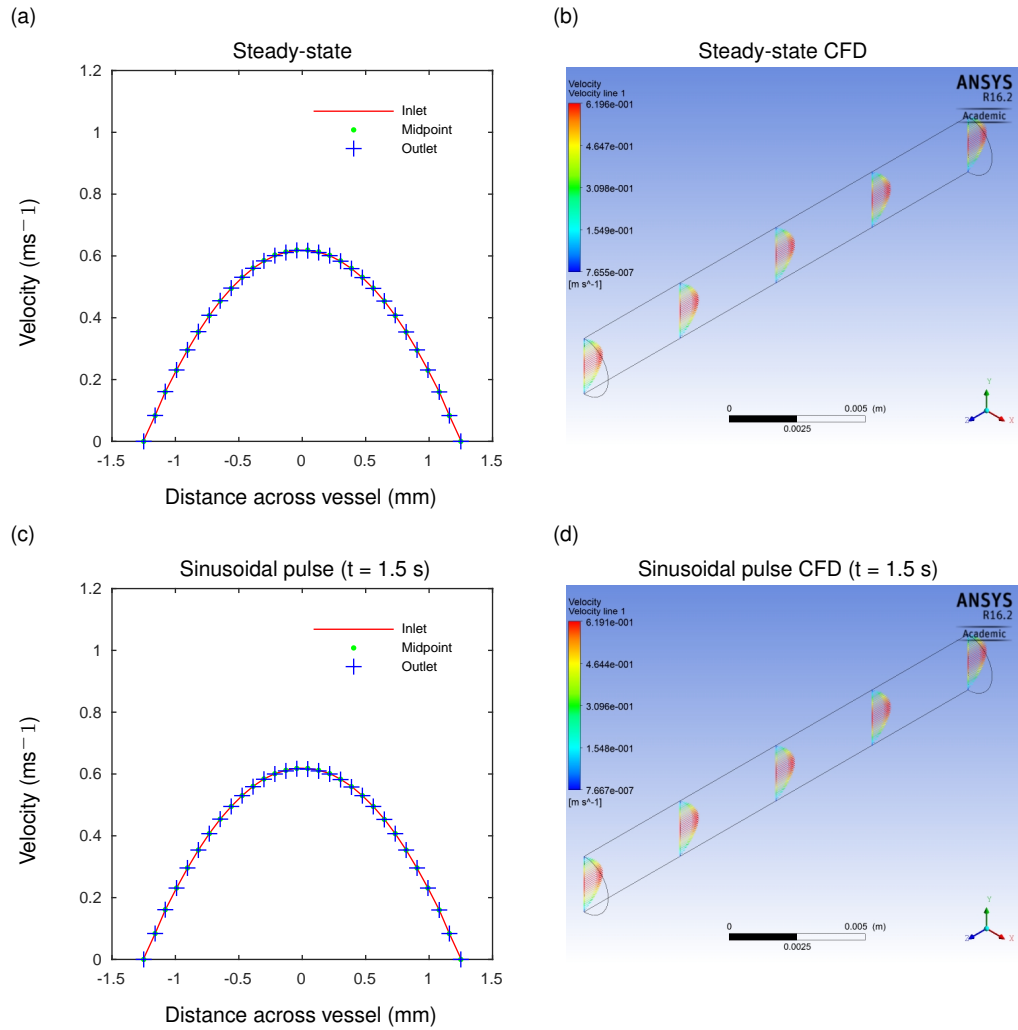 (a)
Steady-state
1.2
1
0.8
0.6
0.4
0.2
0
Velocity (ms−1)
Inlet
Midpoint
Outlet
-1.5
-1
-0.5
0
0.5
1
1.5
Distance across vessel (mm)
(b)
Steady-state CFD
Velocity
Velocity line 1
6.196e-001
4.647e-001
3.098e-001
1.549e-001
7.655e-007
[m s^-1]
ANSYS
R16.2
Academic
0
0.005
(m)
0.0025
Y
Z
X
(c)
Sinusoidal pulse (t = 1.5 s)
1.2
1
0.8
0.6
0.4
0.2
0
Velocity (ms−1)
Inlet
Midpoint
Outlet
-1.5
-1
-0.5
0
0.5
1
1.5
Distance across vessel (mm)
(d)
Sinusoidal pulse CFD (t = 1.5 s)
Velocity
Velocity line 1
6.191e-001
4.644e-001
3.096e-001
1.548e-001
7.667e-007
[m s^-1]
ANSYS
R16.2
Academic
0
0.005
(m)
0.0025
Y
Z
X